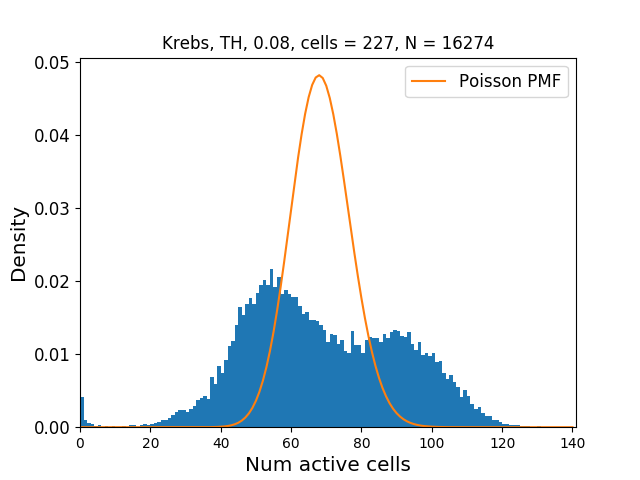 Krebs, TH, 0.08, cells = 227, N = 16274
Poisson PMF
Density
0.05
0.04
0.03
0.02
0.01
0.00
0 20 40 60 80 100 120 140
Num active cells